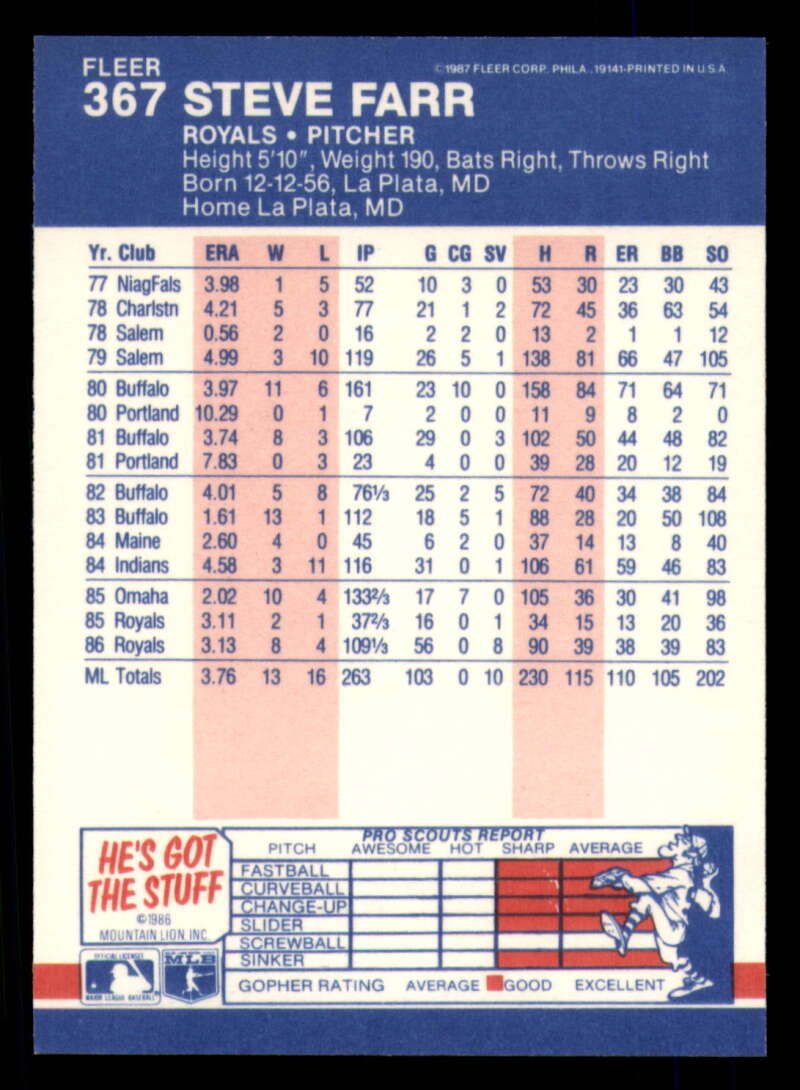 FLEER
©1987 FLEER CORP. PHILA., 19141-PRINTED IN U.S.A.
367 STEVE FARR
ROYALS • PITCHER
Height 5'10", Weight 190, Bats Right, Throws Right
Born 12-12-56, La Plata, MD
Home La Plata, MD
Yr. Club ERA W L IP G CG SV H R ER BB SO
77 NiagFals 3.98 1 5 52 10 3 0 53 30 23 30 43
78 Charlstn 4.21 5 3 77 21 1 2 72 45 36 63 54
78 Salem 0.56 2 0 16 2 2 0 13 2 1 1 12
79 Salem 4.99 3 10 119 26 5 1 138 81 66 47 105
80 Buffalo 3.97 11 6 161 23 10 0 158 84 71 64 71
80 Portland 10.29 0 1 7 2 0 0 11 9 8 2 0
81 Buffalo 3.74 8 3 106 29 0 3 102 50 44 48 82
81 Portland 7.83 0 3 23 4 0 0 39 28 20 12 19
82 Buffalo 4.01 5 8 76⅓ 25 2 5 72 40 34 38 84
83 Buffalo 1.61 13 1 112 18 5 1 88 28 20 50 108
84 Maine 2.60 4 0 45 6 2 0 37 14 13 8 40
84 Indians 4.58 3 11 116 31 0 1 106 61 59 46 83
85 Omaha 2.02 10 4 133⅔ 17 7 0 105 36 30 41 98
85 Royals 3.11 2 1 37⅔ 16 0 1 34 15 13 20 36
86 Royals 3.13 8 4 109⅓ 56 0 8 90 39 38 39 83
ML Totals 3.76 13 16 263 103 0 10 230 115 110 105 202
HE'S GOT
THE STUFF
©1986
MOUNTAIN LION INC
OFFICIAL LICENSEE
MAJOR LEAGUE BASEBALL
MLB
PRO SCOUTS REPORT
PITCH AWESOME HOT SHARP AVERAGE
FASTBALL
CURVEBALL
CHANGE-UP
SLIDER
SCREWBALL
SINKER
GOPHER RATING AVERAGE GOOD EXCELLENT